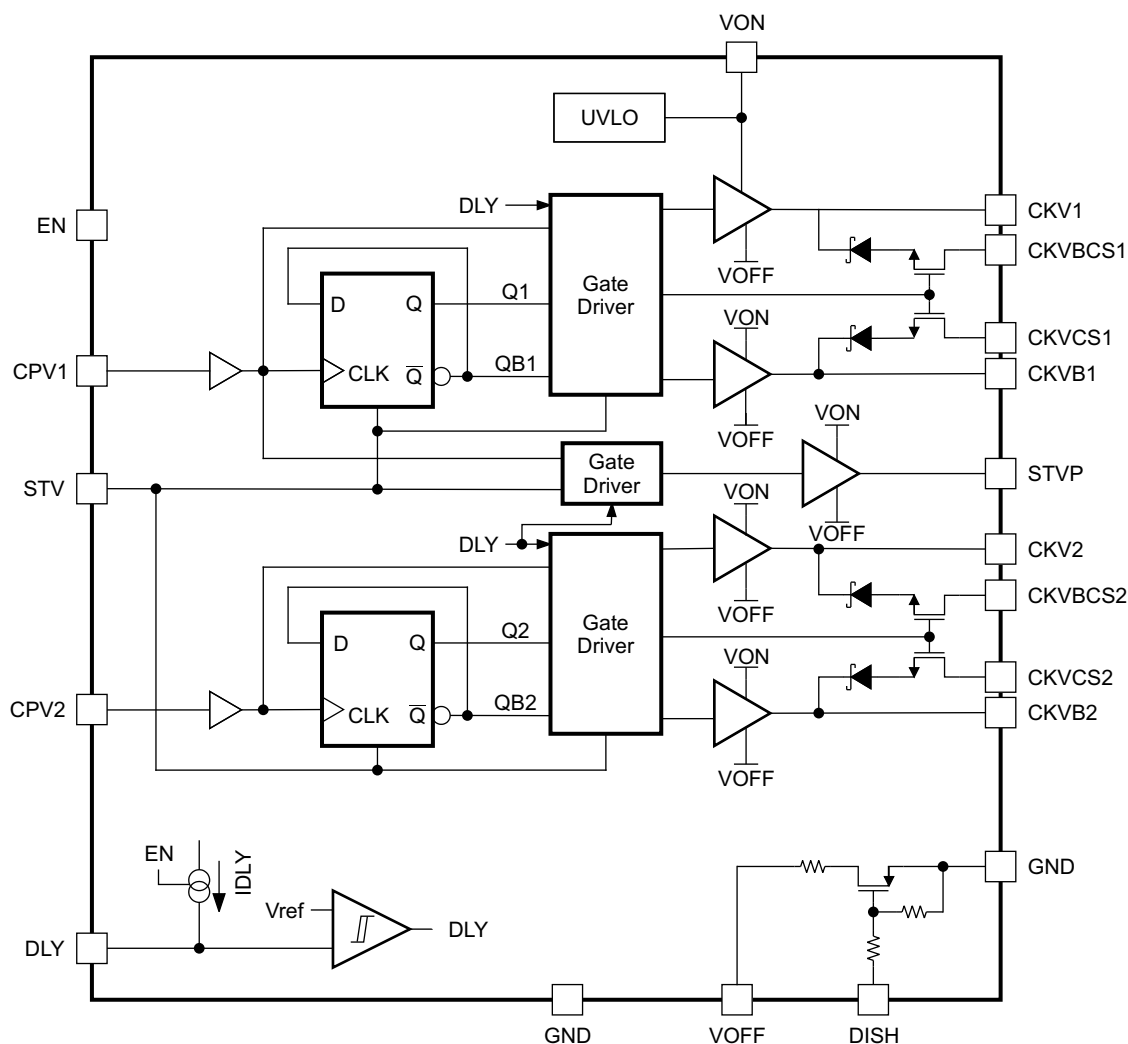 VON
UVLO
DLY
CKV1
EN
VOFF
CKVBCS1
Gate
Driver
D
Q
Q1
VON
CKVCS1
CPV1
CLK
Q̅
QB1
CKVB1
VOFF
VON
STV
Gate
Driver
STVP
VON
VOFF
DLY
CKV2
VOFF
CKVBCS2
Gate
Driver
D
Q
Q2
VON
CKVCS2
CPV2
CLK
Q̅
QB2
CKVB2
VOFF
EN
IDLY
GND
Vref
DLY
DLY
GND
VOFF
DISH